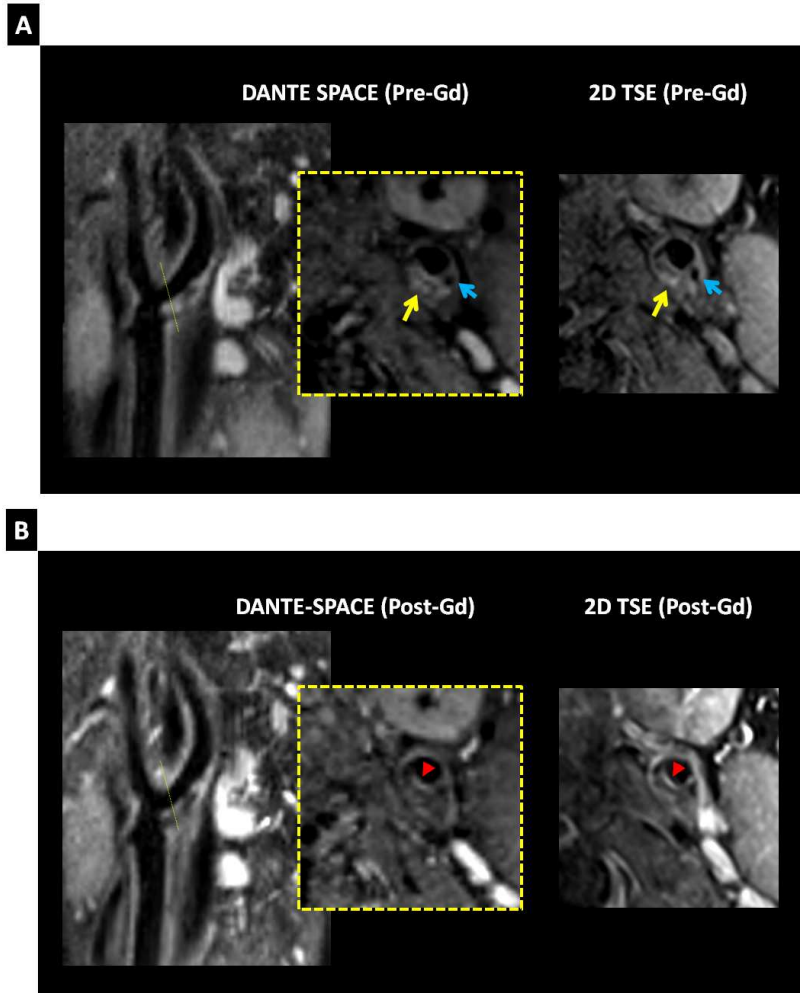 A
DANTE SPACE (Pre-Gd)
2D TSE (Pre-Gd)
B
DANTE-SPACE (Post-Gd)
2D TSE (Post-Gd)